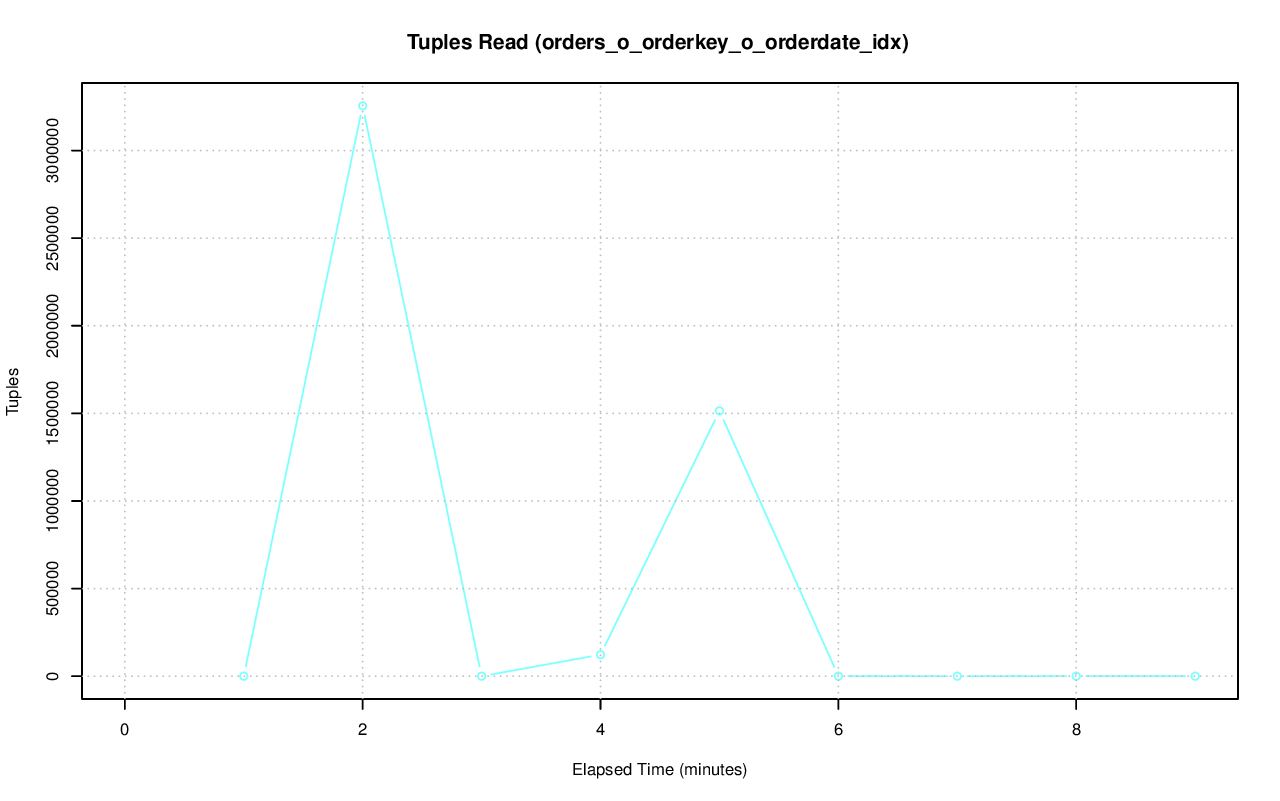 Tuples Read (orders_o_orderkey_o_orderdate_idx)
Tuples
3000000
2500000
2000000
1500000
1000000
500000
0
0 2 4 6 8
Elapsed Time (minutes)